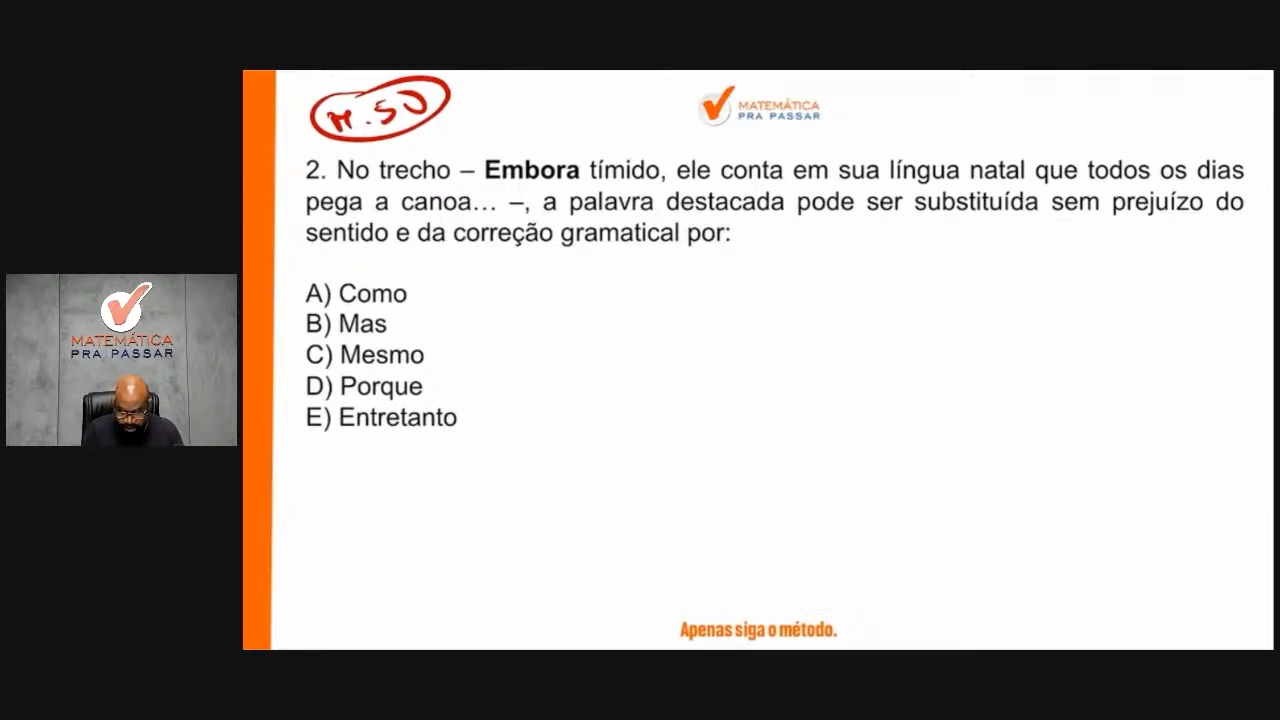 M.50
MATEMÁTICA
PRA PASSAR
2. No trecho – Embora tímido, ele conta em sua língua natal que todos os dias
pega a canoa… –, a palavra destacada pode ser substituída sem prejuízo do
sentido e da correção gramatical por:
A) Como
B) Mas
C) Mesmo
D) Porque
E) Entretanto
MATEMÁTICA
PRA PASSAR
Apenas siga o método.